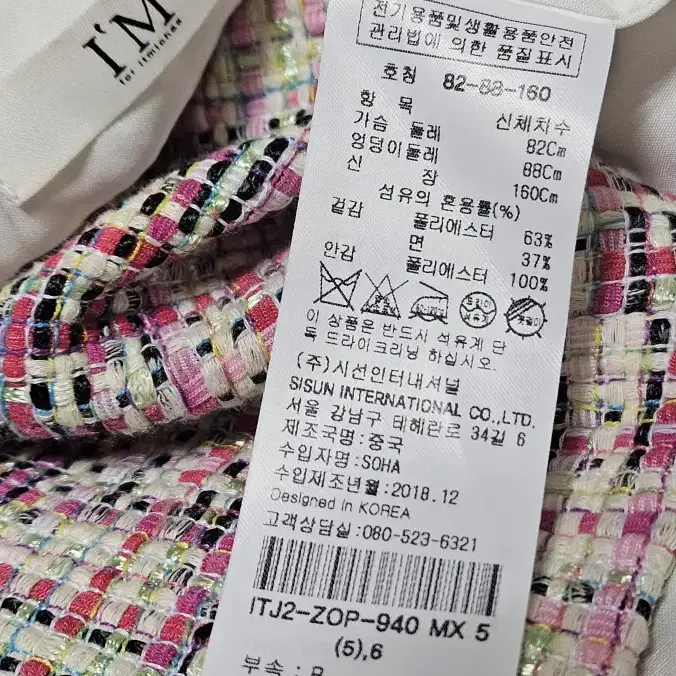 I'M
for itmichaa
전기용품및생활용품안전
관리법에 의한 품질표시
호칭 82-88-160
항 목 신체치수
가슴 둘레 82Cm
엉덩이둘레 88Cm
신 장 160Cm
섬유의 혼용률(%)
겉감 폴리에스터 63%
면 37%
안감 폴리에스터 100%
드라이
석유계
이 상품은 반드시 석유계 단
독 드라이크리닝 하십시오.
(주)시선인터내셔널
SISUN INTERNATIONAL CO.,LTD.
서울 강남구 테헤란로 34길 6
제조국명:중국
수입자명:SOHA
수입제조년월:2018.12
Designed in KOREA
고객상담실:080-523-6321
ITJ2-ZOP-940 MX 5
(5),6
부속: